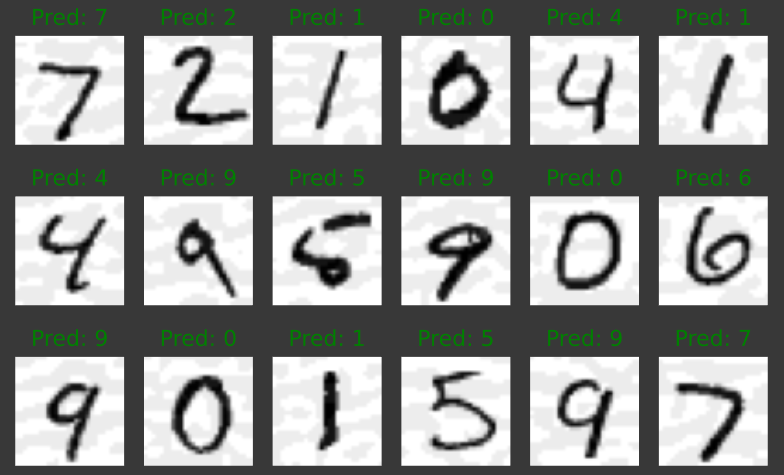 Pred: 7 Pred: 2 Pred: 1 Pred: 0 Pred: 4 Pred: 1
7 2 1 0 4 1
Pred: 4 Pred: 9 Pred: 5 Pred: 9 Pred: 0 Pred: 6
4 9 5 9 0 6
Pred: 9 Pred: 0 Pred: 1 Pred: 5 Pred: 9 Pred: 7
9 0 1 5 9 7